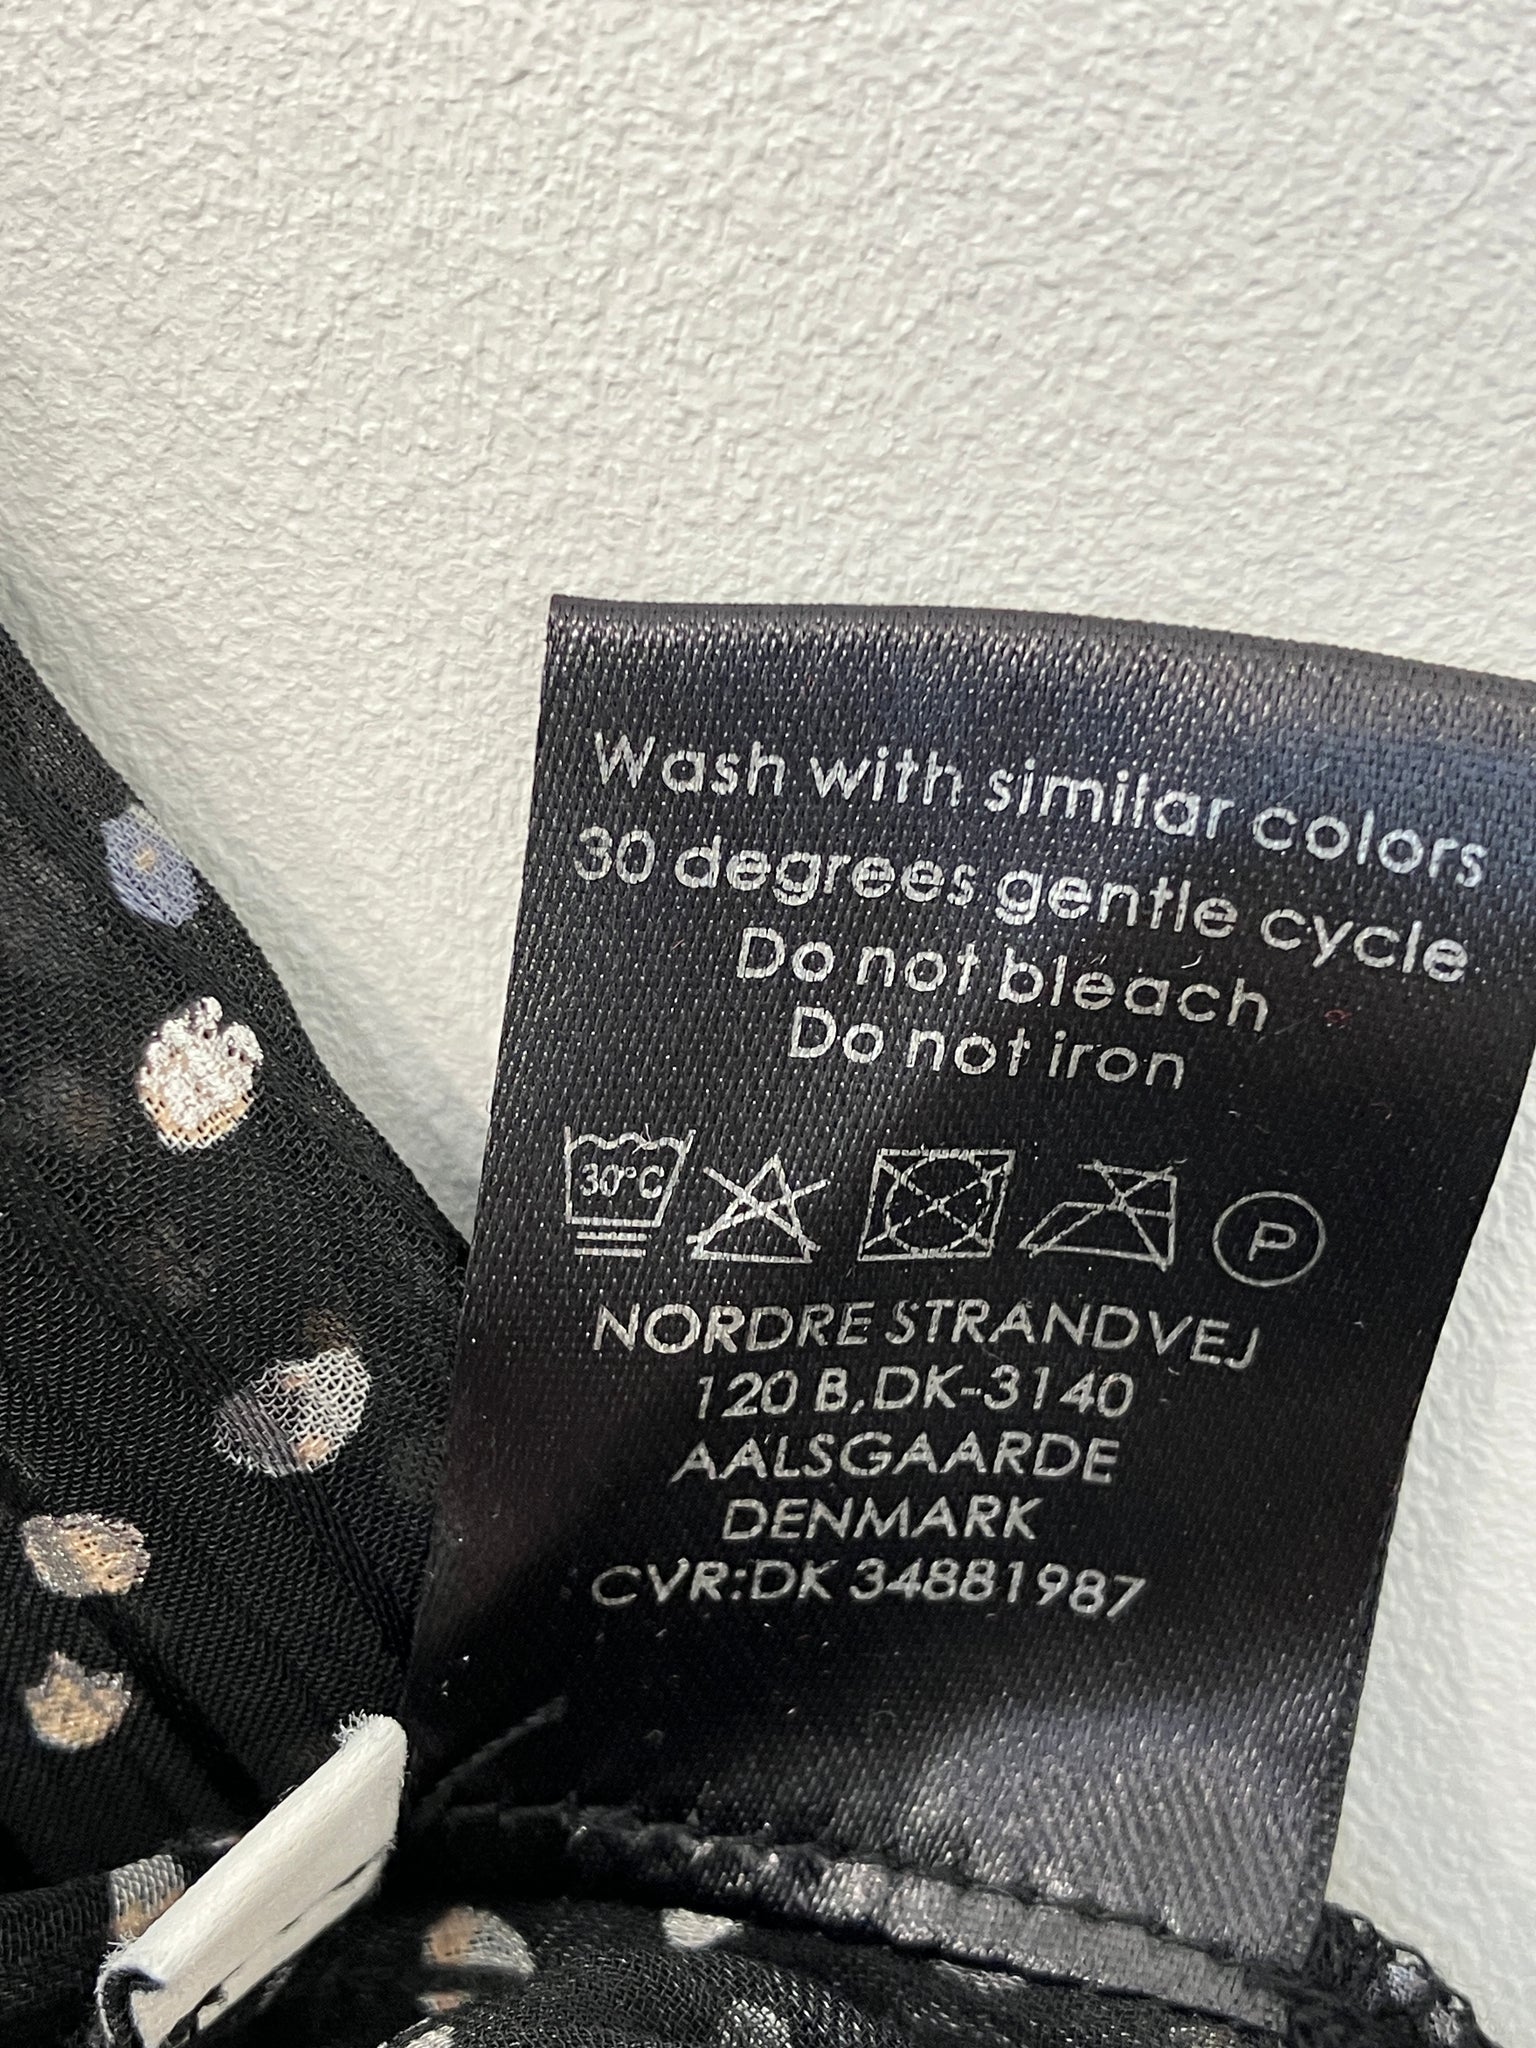 Wash with similar colors
30 degrees gentle cycle
Do not bleach
Do not iron
30°C
P
NORDRE STRANDVEJ
120 B, DK-3140
AALSGAARDE
DENMARK
CVR:DK 34881987